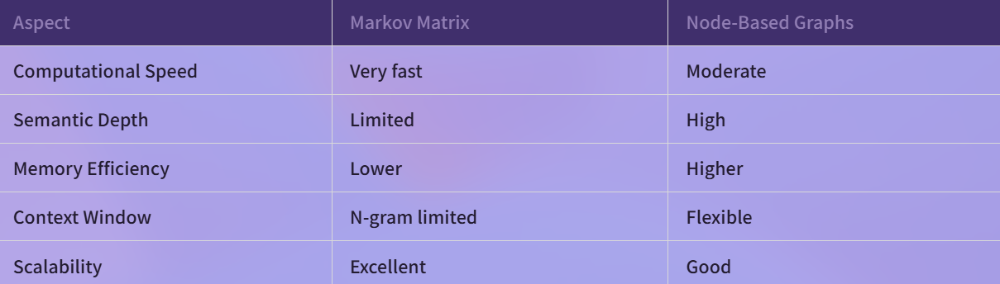 Aspect Markov Matrix Node-Based Graphs
Computational Speed Very fast Moderate
Semantic Depth Limited High
Memory Efficiency Lower Higher
Context Window N-gram limited Flexible
Scalability Excellent Good